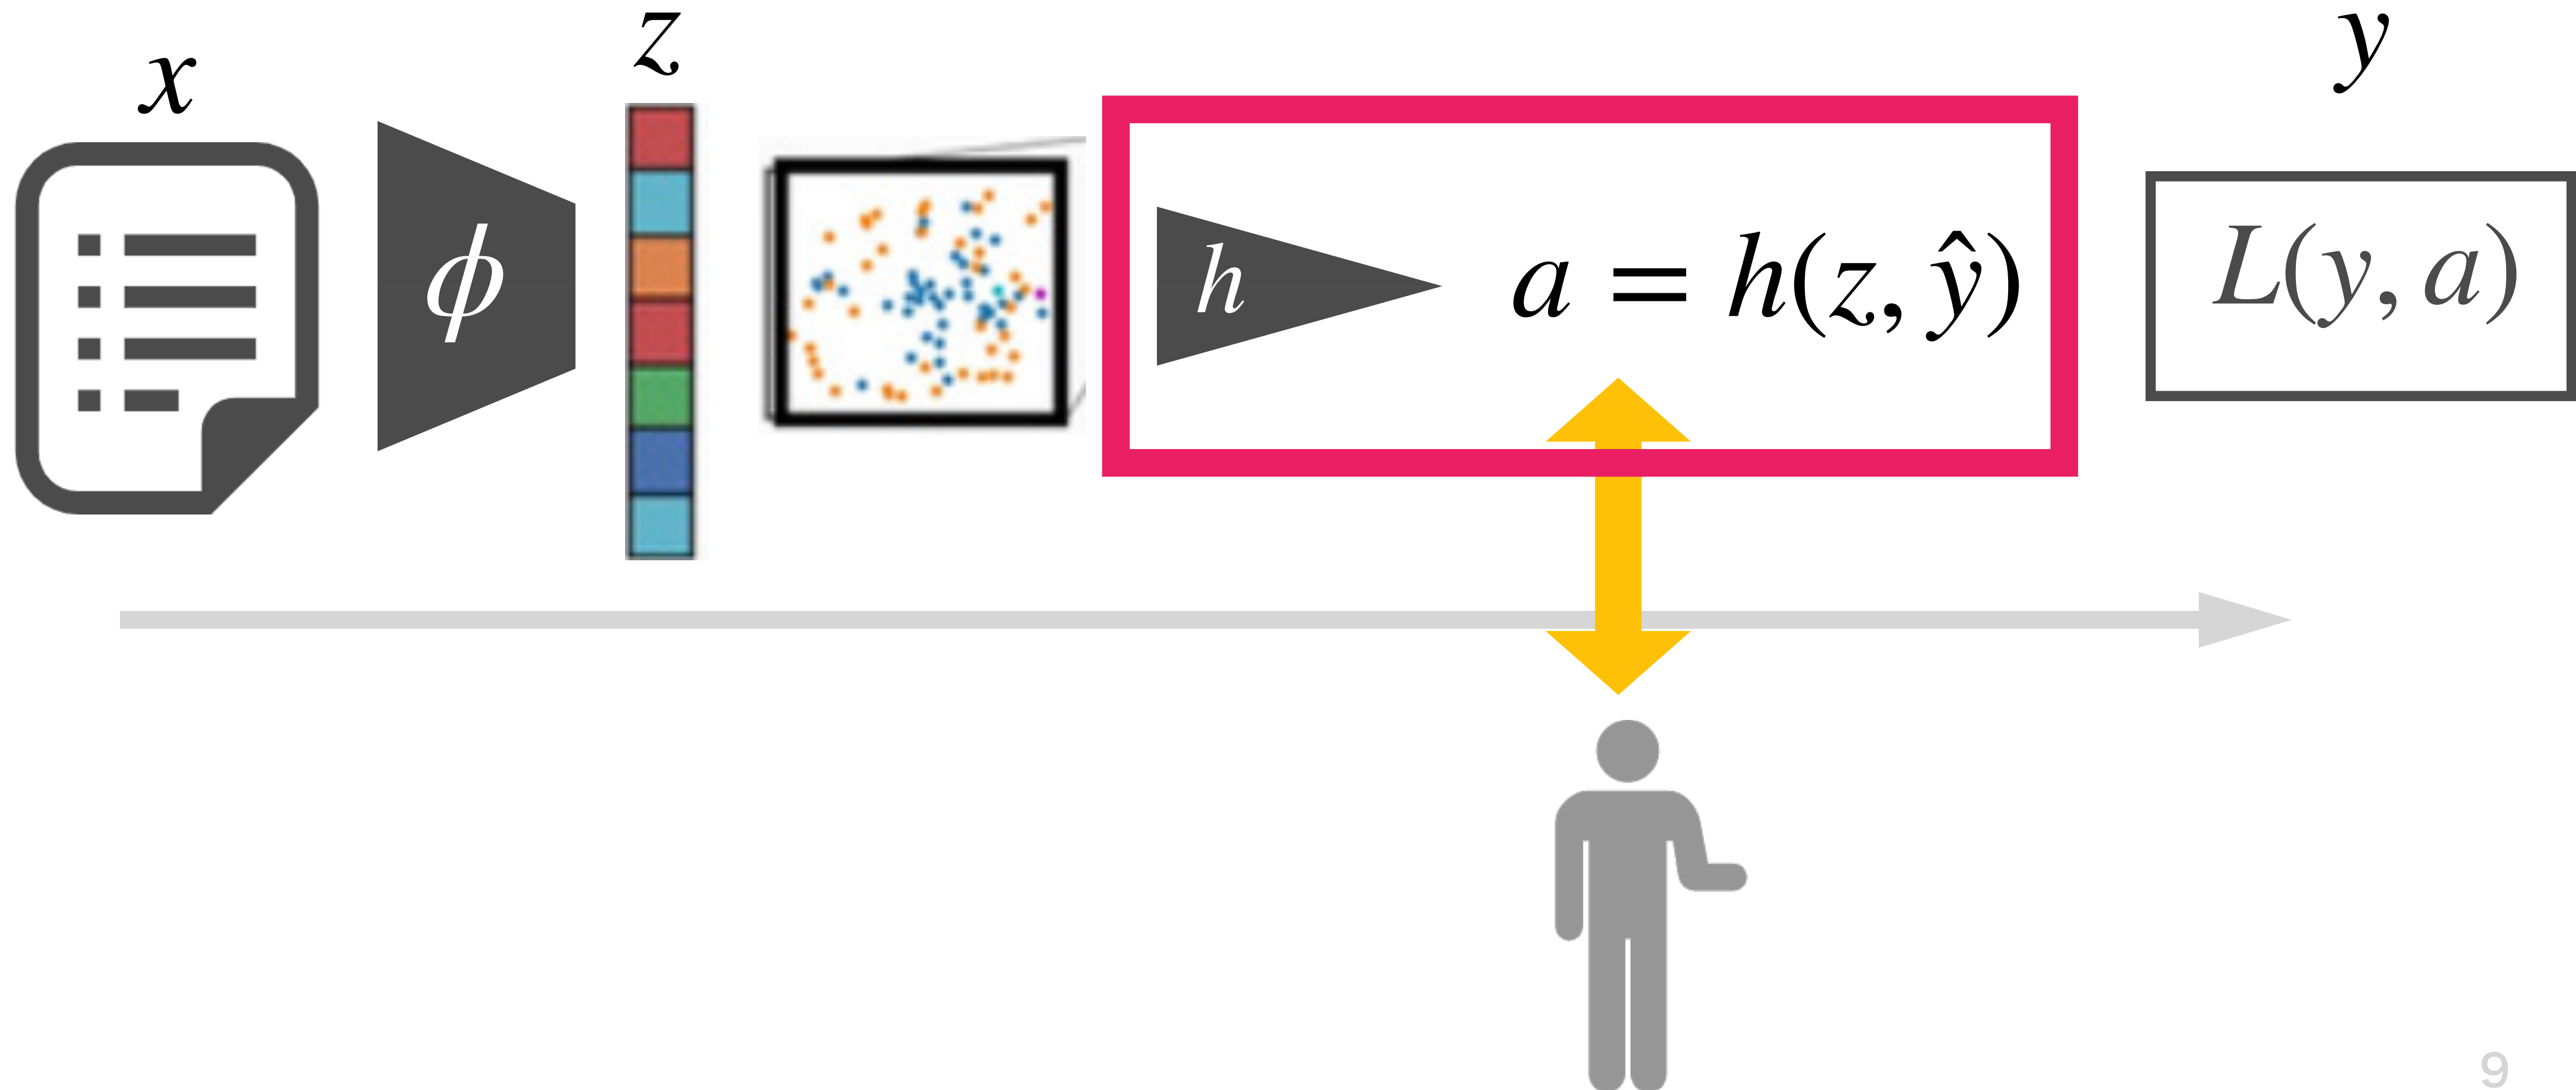 x
z
y
ϕ
h
a = h(z, ŷ)
L(y, a)
9